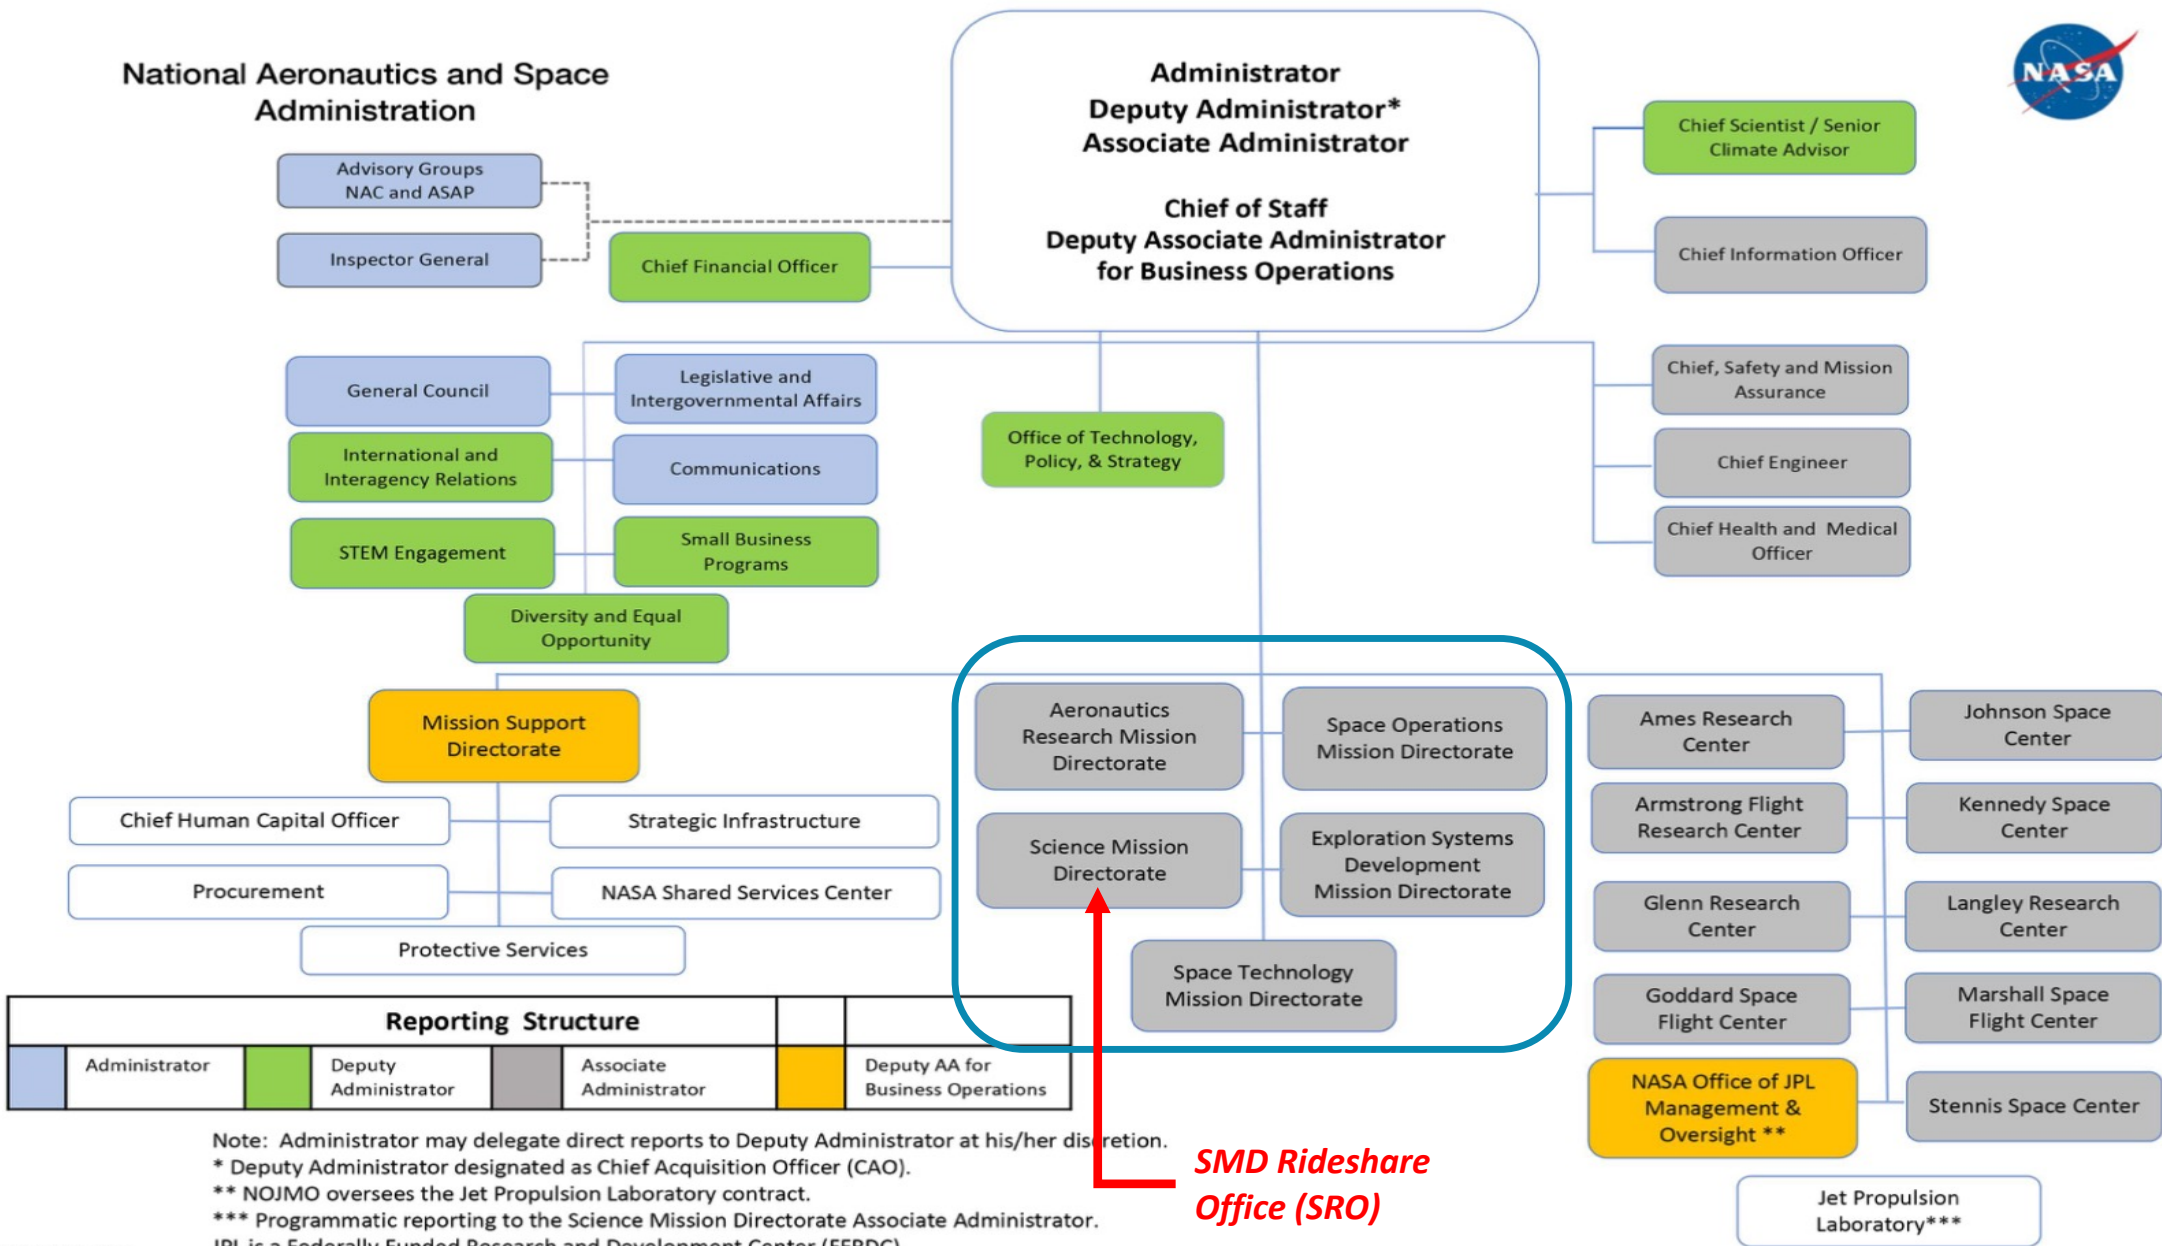 National Aeronautics and Space
Administration
Administrator
Deputy Administrator*
Associate Administrator
Chief of Staff
Deputy Associate Administrator
for Business Operations
NASA
Advisory Groups
NAC and ASAP
Inspector General
Chief Financial Officer
Chief Scientist / Senior
Climate Advisor
Chief Information Officer
General Council
Legislative and
Intergovernmental Affairs
International and
Interagency Relations
Communications
STEM Engagement
Small Business
Programs
Diversity and Equal
Opportunity
Office of Technology,
Policy, & Strategy
Chief, Safety and Mission
Assurance
Chief Engineer
Chief Health and Medical
Officer
Mission Support
Directorate
Chief Human Capital Officer
Strategic Infrastructure
Procurement
NASA Shared Services Center
Protective Services
Aeronautics
Research Mission
Directorate
Space Operations
Mission Directorate
Science Mission
Directorate
Exploration Systems
Development
Mission Directorate
Space Technology
Mission Directorate
Ames Research
Center
Johnson Space
Center
Armstrong Flight
Research Center
Kennedy Space
Center
Glenn Research
Center
Langley Research
Center
Goddard Space
Flight Center
Marshall Space
Flight Center
NASA Office of JPL
Management &
Oversight **
Stennis Space Center
Jet Propulsion
Laboratory***
Reporting Structure
Administrator
Deputy
Administrator
Associate
Administrator
Deputy AA for
Business Operations
Note: Administrator may delegate direct reports to Deputy Administrator at his/her discretion.
* Deputy Administrator designated as Chief Acquisition Officer (CAO).
** NOJMO oversees the Jet Propulsion Laboratory contract.
*** Programmatic reporting to the Science Mission Directorate Associate Administrator.
JPL is a Federally Funded Research and Development Center (FFRDC)
SMD Rideshare
Office (SRO)